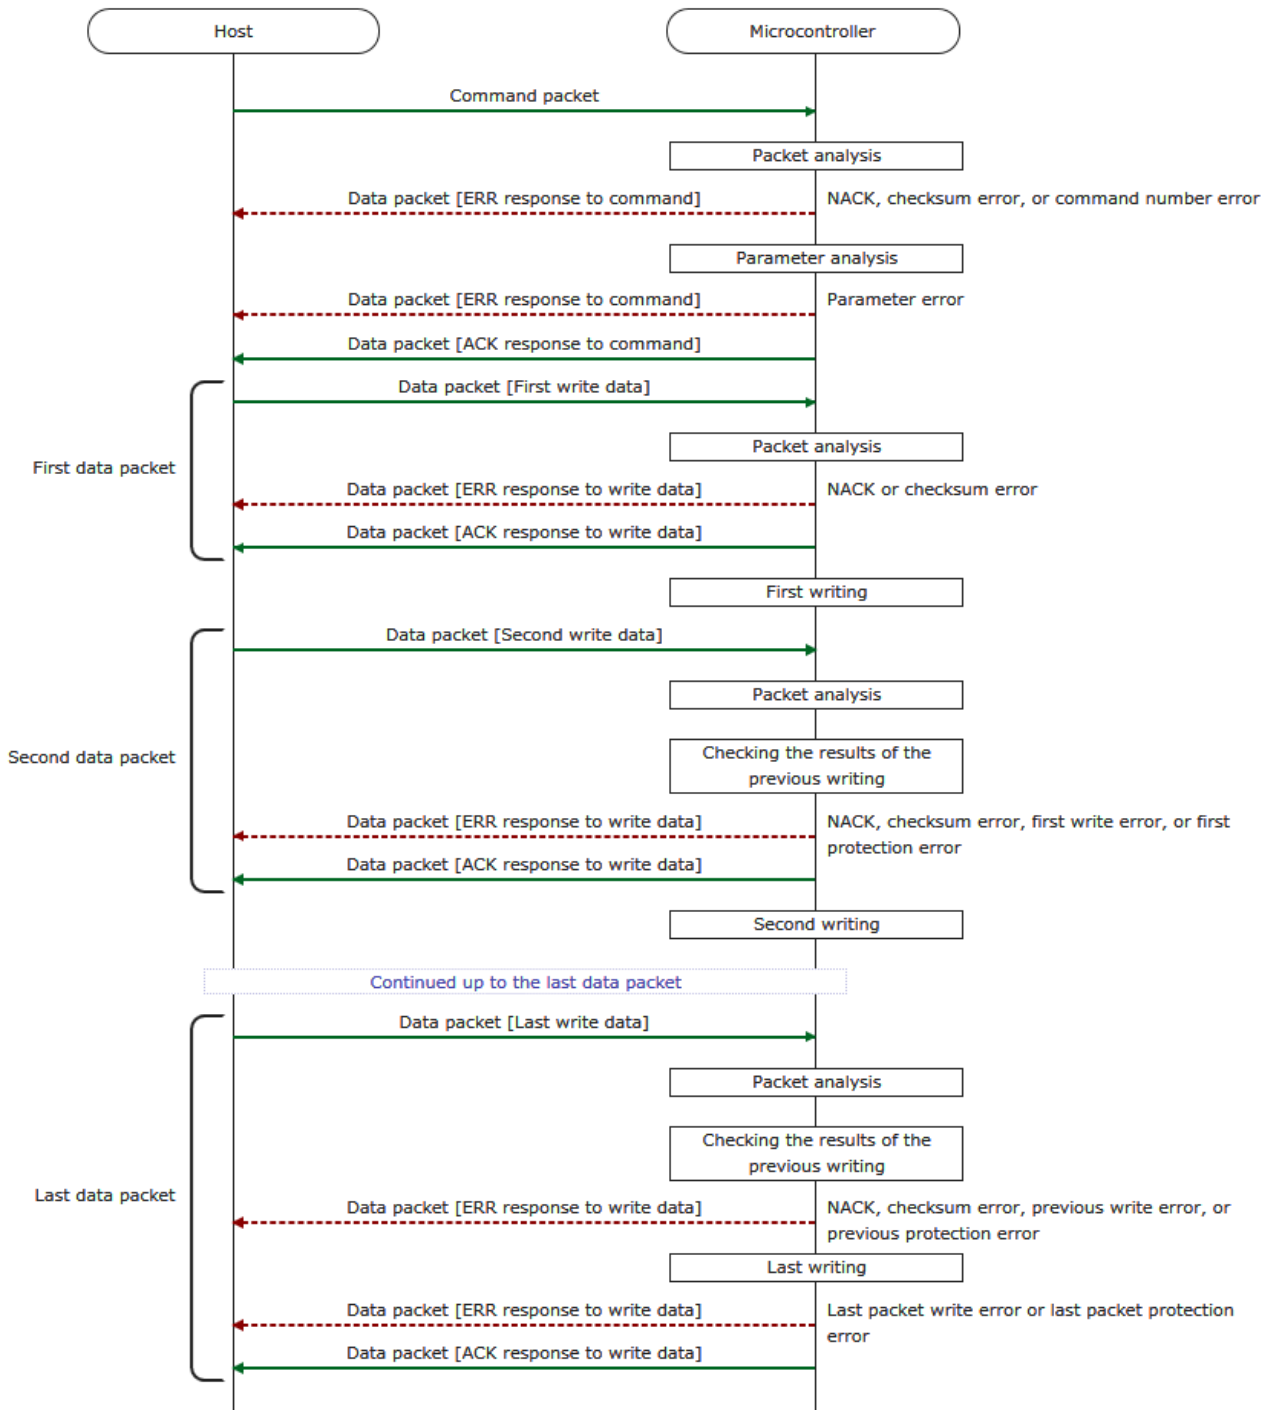 Host
Microcontroller
Command packet
Packet analysis
Data packet [ERR response to command]
NACK, checksum error, or command number error
Parameter analysis
Data packet [ERR response to command]
Parameter error
Data packet [ACK response to command]
Data packet [First write data]
Packet analysis
First data packet
Data packet [ERR response to write data]
NACK or checksum error
Data packet [ACK response to write data]
First writing
Data packet [Second write data]
Packet analysis
Second data packet
Checking the results of the
previous writing
Data packet [ERR response to write data]
NACK, checksum error, first write error, or first
protection error
Data packet [ACK response to write data]
Second writing
Continued up to the last data packet
Data packet [Last write data]
Packet analysis
Checking the results of the
previous writing
Last data packet
Data packet [ERR response to write data]
NACK, checksum error, previous write error, or
previous protection error
Last writing
Data packet [ERR response to write data]
Last packet write error or last packet protection
error
Data packet [ACK response to write data]